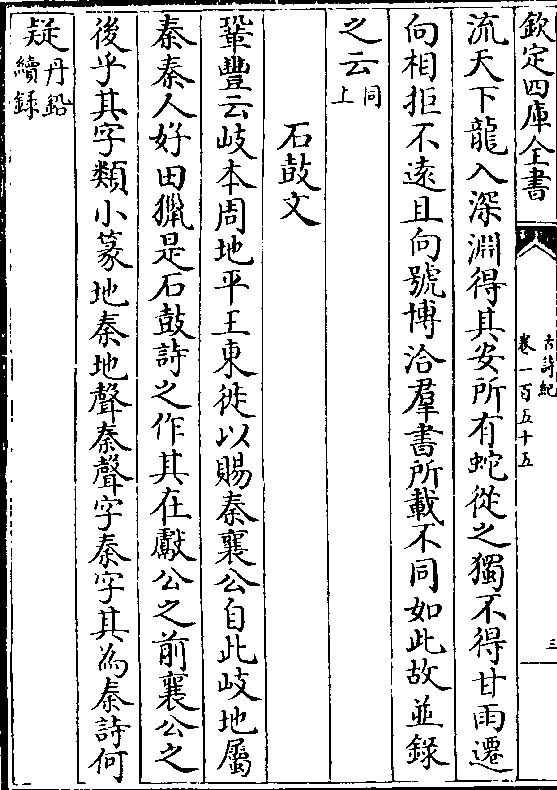 欽定四庫全書
古詩紀
卷一百五十五
三
流天下龍入深淵得其安所有蛇從之獨不得甘雨遷
向相拒不遠且向號博洽羣書所載不同如此故並録
之云同上
石鼓文
鞏豐云岐本周地平王東徙以賜秦襄公自此岐地屬
秦秦人好田獵是石鼓詩之作其在獻公之前襄公之
後乎其字類小篆地秦地聲秦聲字秦字其為秦詩何
疑丹鉛續録